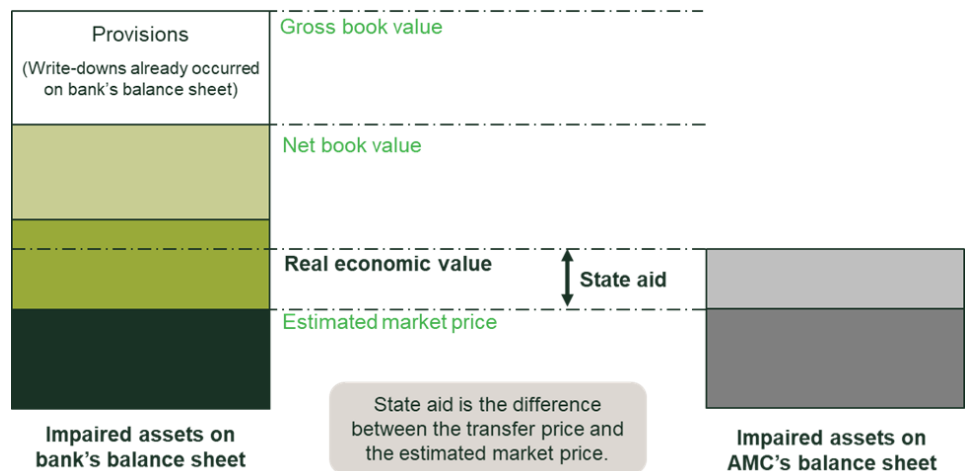 Provisions
(Write-downs already occurred
on bank's balance sheet)
Gross book value
Net book value
Real economic value
State aid
Estimated market price
State aid is the difference
between the transfer price and
the estimated market price.
Impaired assets on
bank's balance sheet
Impaired assets on
AMC's balance sheet